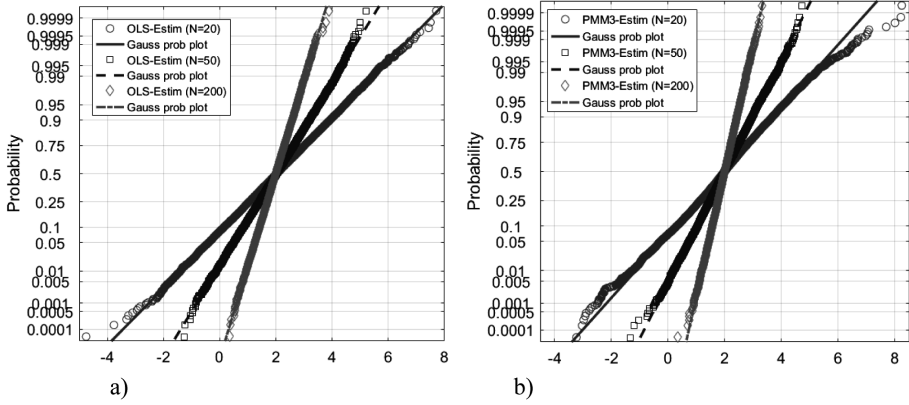 Probability
0.9999
0.9995
0.999
0.995
0.99
0.95
0.9
0.75
0.5
0.25
0.1
0.05
0.01
0.005
0.001
0.0005
0.0001
OLS-Estim (N=20)
Gauss prob plot
OLS-Estim (N=50)
Gauss prob plot
OLS-Estim (N=200)
Gauss prob plot
-4 -2 0 2 4 6 8
a)
Probability
0.9999
0.9995
0.999
0.995
0.99
0.95
0.9
0.75
0.5
0.25
0.1
0.05
0.01
0.005
0.001
0.0005
0.0001
PMM3-Estim (N=20)
Gauss prob plot
PMM3-Estim (N=50)
Gauss prob plot
PMM3-Estim (N=200)
Gauss prob plot
-4 -2 0 2 4 6 8
b)